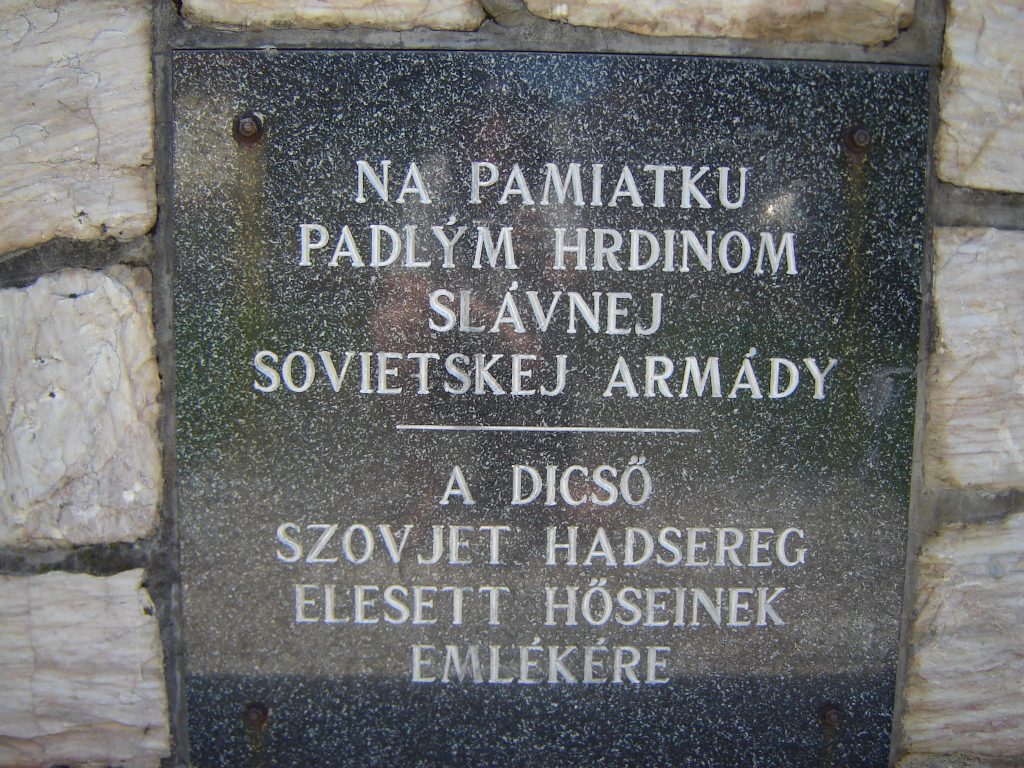 NA PAMIATKU
PADLÝM HRDINOM
SLÁVNEJ
SOVIETSKEJ ARMÁDY
A DICSŐ
SZOVJET HADSEREG
ELESETT HŐSEINEK
EMLÉKÉRE